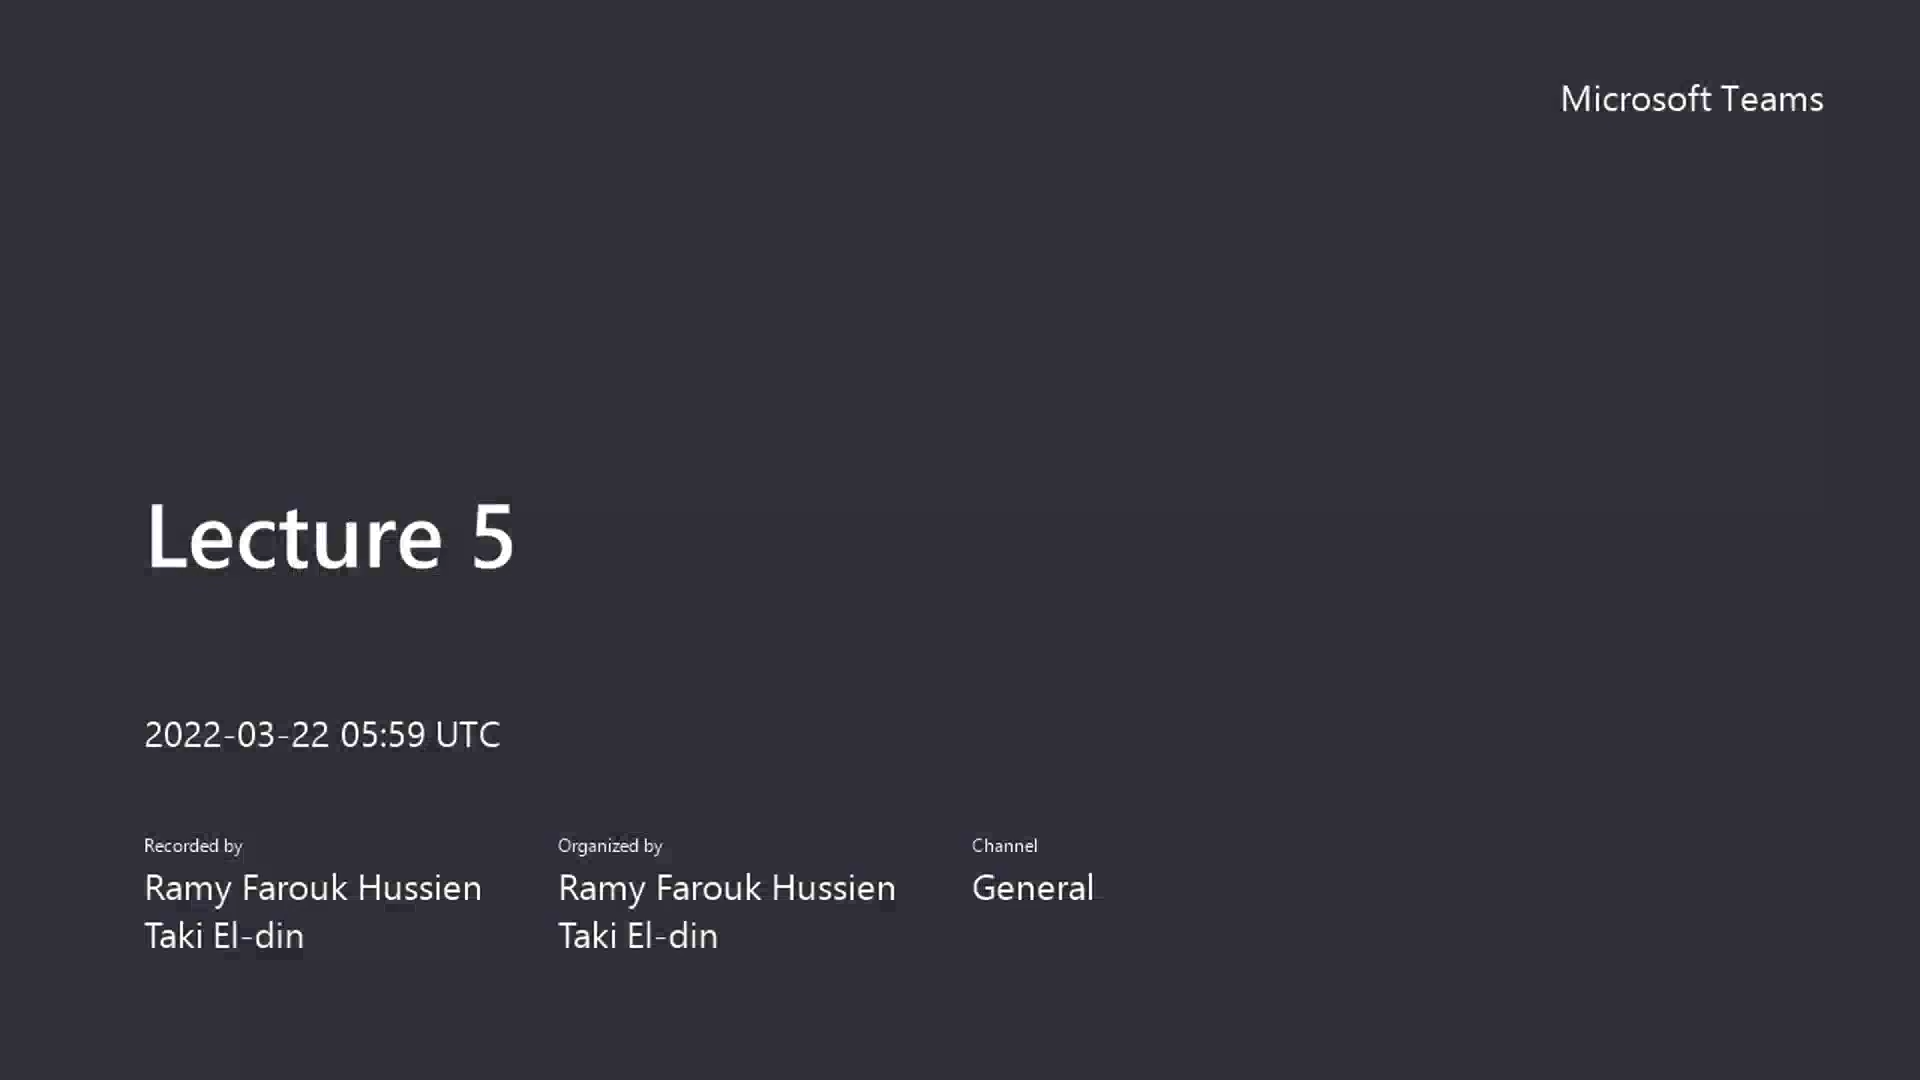 Microsoft Teams
Lecture 5
2022-03-22 05:59 UTC
Recorded by
Ramy Farouk Hussien
Taki El-din
Organized by
Ramy Farouk Hussien
Taki El-din
Channel
General